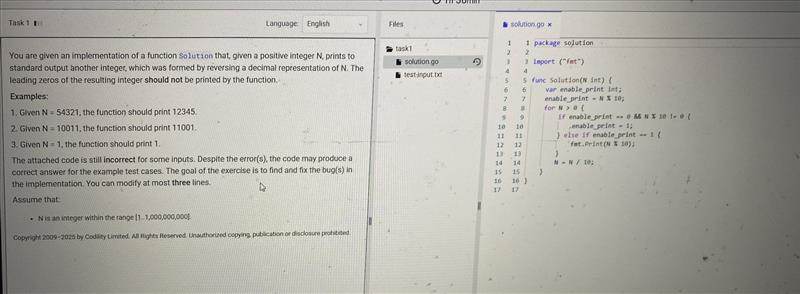 1h 30min
Task 1
Language: English
Files
solution.go ×
task1
solution.go
test-input.txt
You are given an implementation of a function Solution that, given a positive integer N, prints to
standard output another integer, which was formed by reversing a decimal representation of N. The
leading zeros of the resulting integer should not be printed by the function.
Examples:
1. Given N = 54321, the function should print 12345.
2. Given N = 10011, the function should print 11001.
3. Given N = 1, the function should print 1.
The attached code is still incorrect for some inputs. Despite the error(s), the code may produce a
correct answer for the example test cases. The goal of the exercise is to find and fix the bug(s) in
the implementation. You can modify at most three lines.
Assume that:
• N is an integer within the range [1..1,000,000,000].
Copyright 2009–2025 by Codility Limited. All Rights Reserved. Unauthorized copying, publication or disclosure prohibited.
1 1 package solution
2 2
3 3 import ("fmt")
4 4
5 5 func Solution(N int) {
6 6 var enable_print int;
7 7 enable_print = N % 10;
8 8 for N > 0 {
9 9 if enable_print == 0 && N % 10 != 0 {
10 10 enable_print = 1;
11 11 } else if enable_print == 1 {
12 12 fmt.Print(N % 10);
13 13 }
14 14 N = N / 10;
15 15 }
16 16 }
17 17